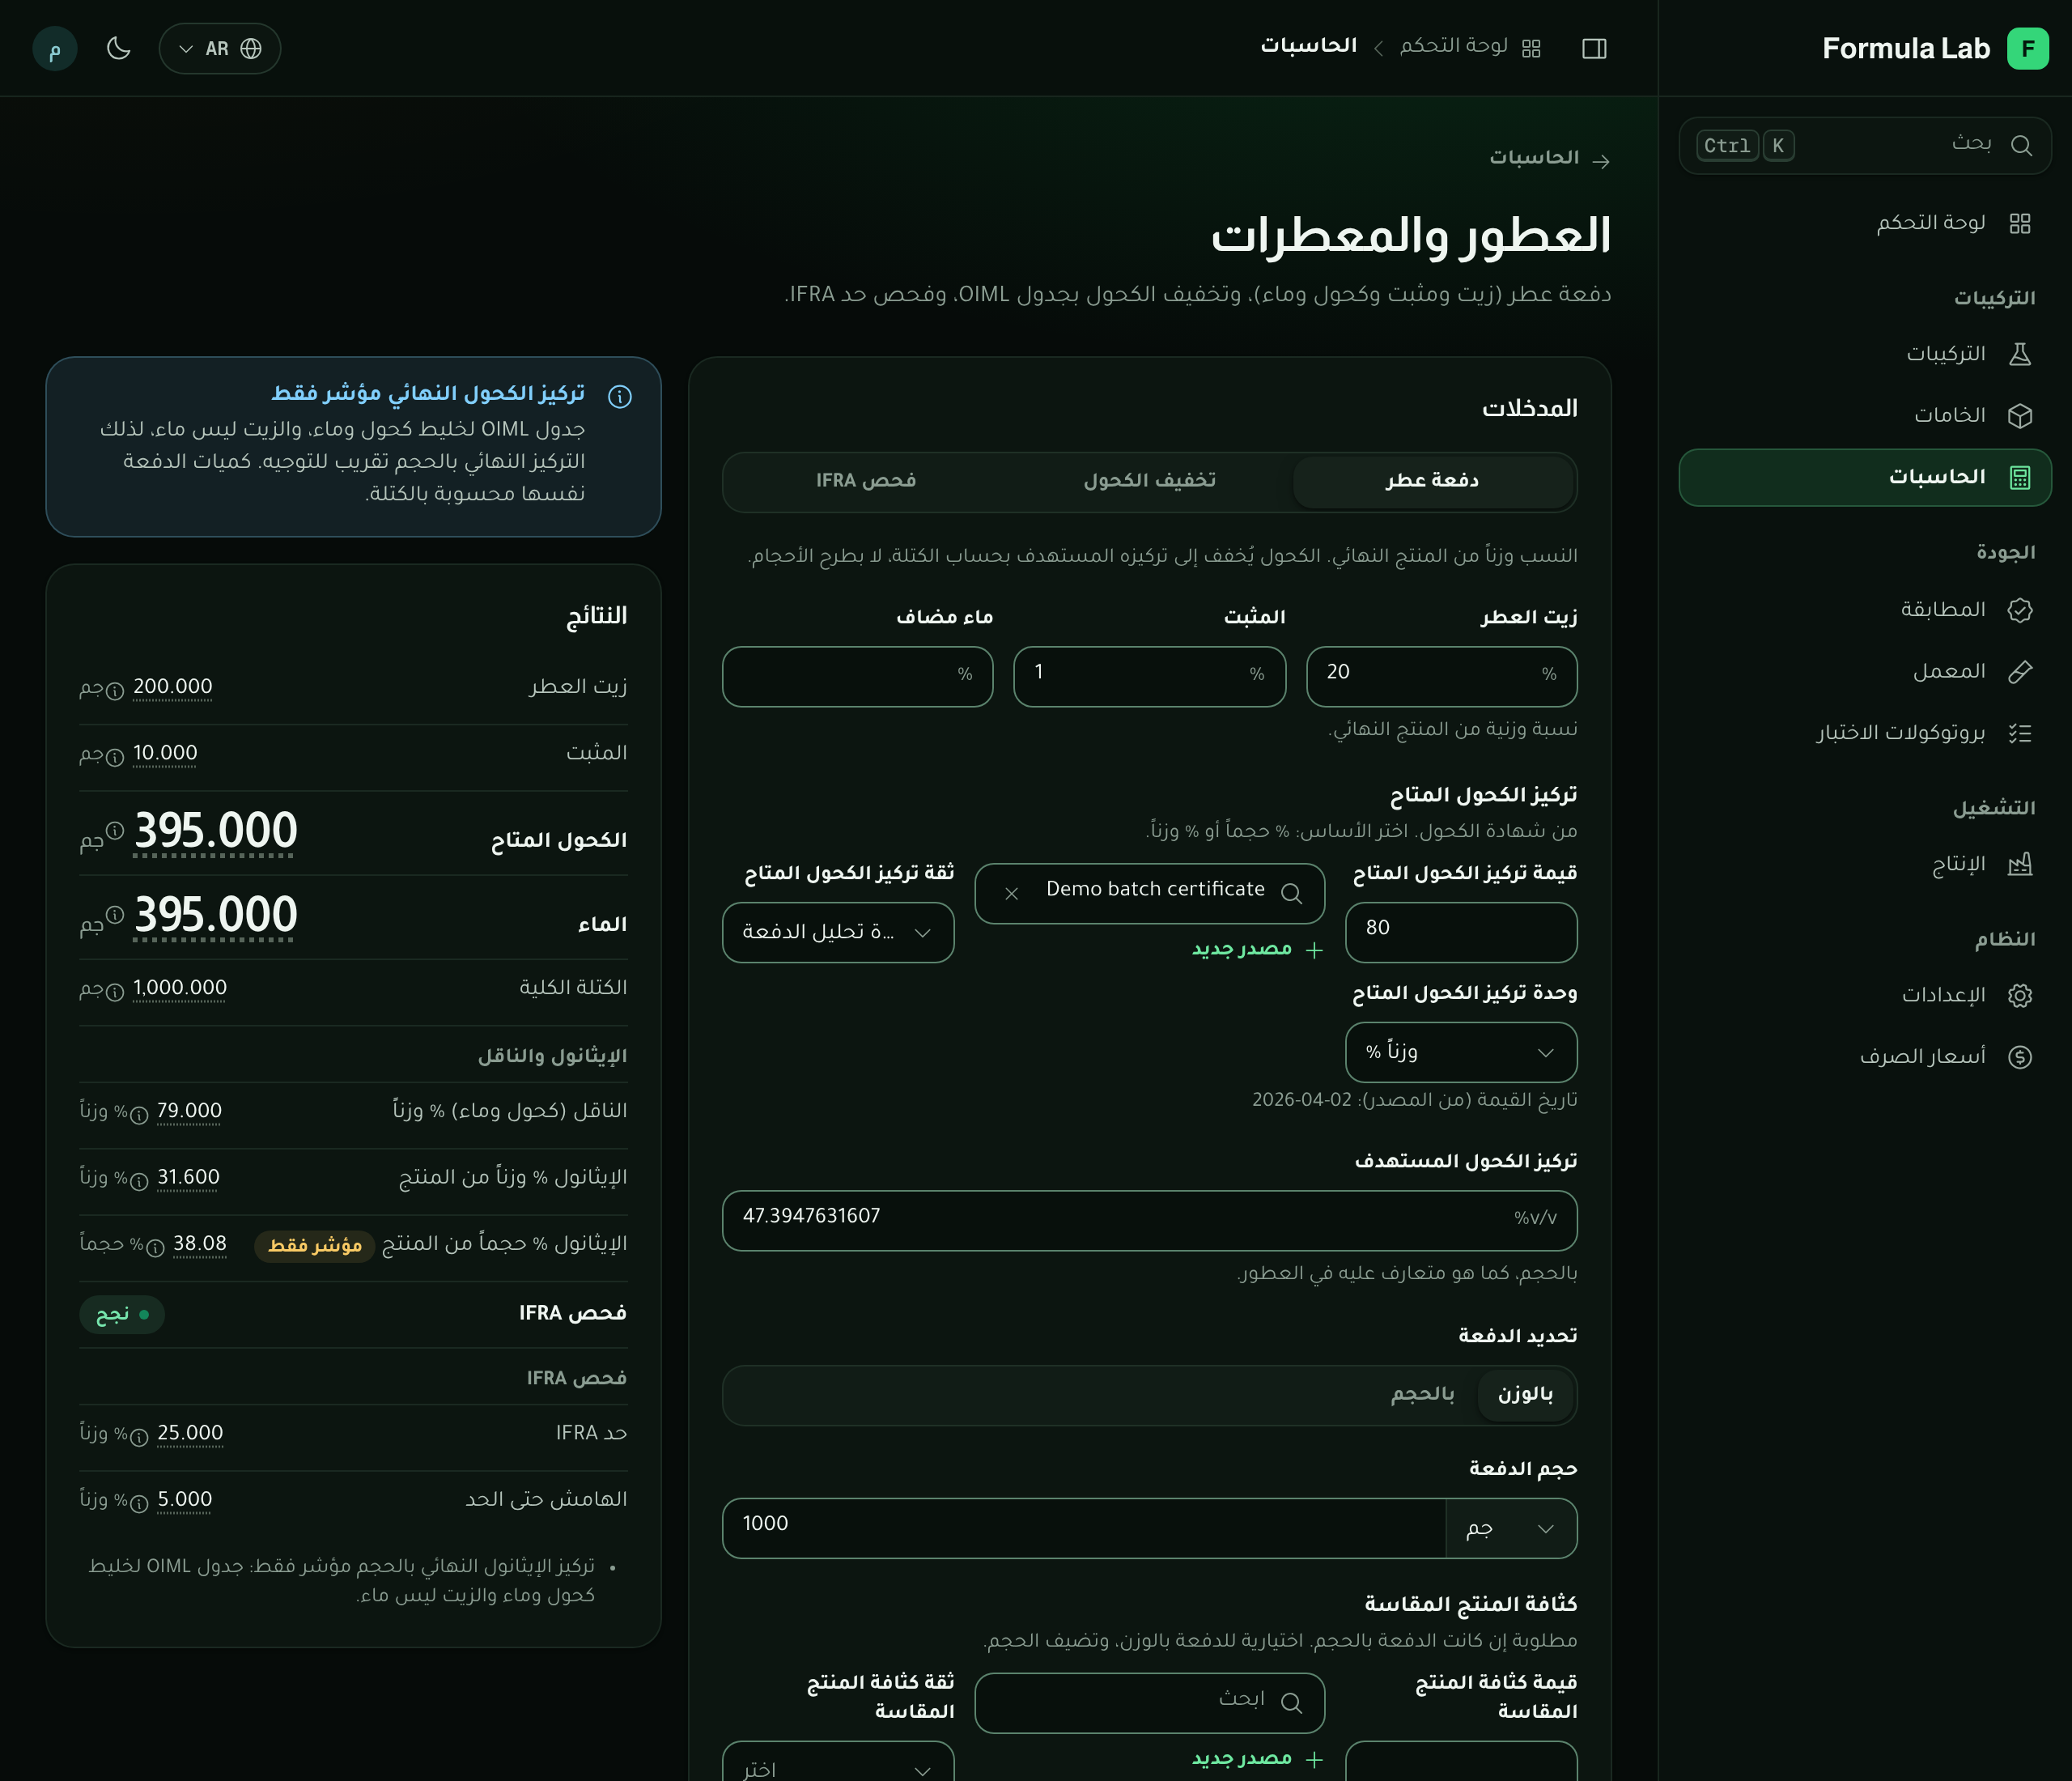 Formula Lab
F
بحث
Ctrl K
لوحة التحكم
التركيبات
التركيبات
الخامات
الحاسبات
الجودة
المطابقة
المعمل
بروتوكولات الاختبار
التشغيل
الإنتاج
النظام
الإعدادات
أسعار الصرف
لوحة التحكم
الحاسبات
AR
م
الحاسبات
العطور والمعطرات
دفعة عطر (زيت ومثبت وكحول وماء)، وتخفيف الكحول بجدول OIML، وفحص حد IFRA.
المدخلات
دفعة عطر
تخفيف الكحول
فحص IFRA
النسب وزناً من المنتج النهائي. الكحول يُخفف إلى تركيزه المستهدف بحساب الكتلة، لا بطرح الأحجام.
زيت العطر
المثبت
ماء مضاف
% 20
% 1
%
نسبة وزنية من المنتج النهائي.
تركيز الكحول المتاح
من شهادة الكحول. اختر الأساس: % حجماً أو % وزناً.
قيمة تركيز الكحول المتاح
80
Demo batch certificate
مصدر جديد
ثقة تركيز الكحول المتاح
...ة تحليل الدفعة
وحدة تركيز الكحول المتاح
% وزناً
تاريخ القيمة (من المصدر): 2026-04-02
تركيز الكحول المستهدف
%v/v 47.3947631607
بالحجم، كما هو متعارف عليه في العطور.
تحديد الدفعة
بالوزن
بالحجم
حجم الدفعة
جم
1000
كثافة المنتج المقاسة
مطلوبة إن كانت الدفعة بالحجم. اختيارية للدفعة بالوزن، وتضيف الحجم.
قيمة كثافة المنتج
المقاسة
ابحث
مصدر جديد
ثقة كثافة المنتج
المقاسة
اختر
تركيز الكحول النهائي مؤشر فقط
جدول OIML لخليط كحول وماء، والزيت ليس ماء، لذلك
التركيز النهائي بالحجم تقريب للتوجيه. كميات الدفعة
نفسها محسوبة بالكتلة.
النتائج
زيت العطر 200.000 جم
المثبت 10.000 جم
الكحول المتاح 395.000 جم
الماء 395.000 جم
الكتلة الكلية 1,000.000 جم
الإيثانول والناقل
الناقل (كحول وماء) % وزناً 79.000 % وزناً
الإيثانول % وزناً من المنتج 31.600 % وزناً
الإيثانول % حجماً من المنتج مؤشر فقط 38.08 % حجماً
فحص IFRA نجح
فحص IFRA
حد IFRA 25.000 % وزناً
الهامش حتى الحد 5.000 % وزناً
• تركيز الإيثانول النهائي بالحجم مؤشر فقط: جدول OIML لخليط
كحول وماء والزيت ليس ماء.